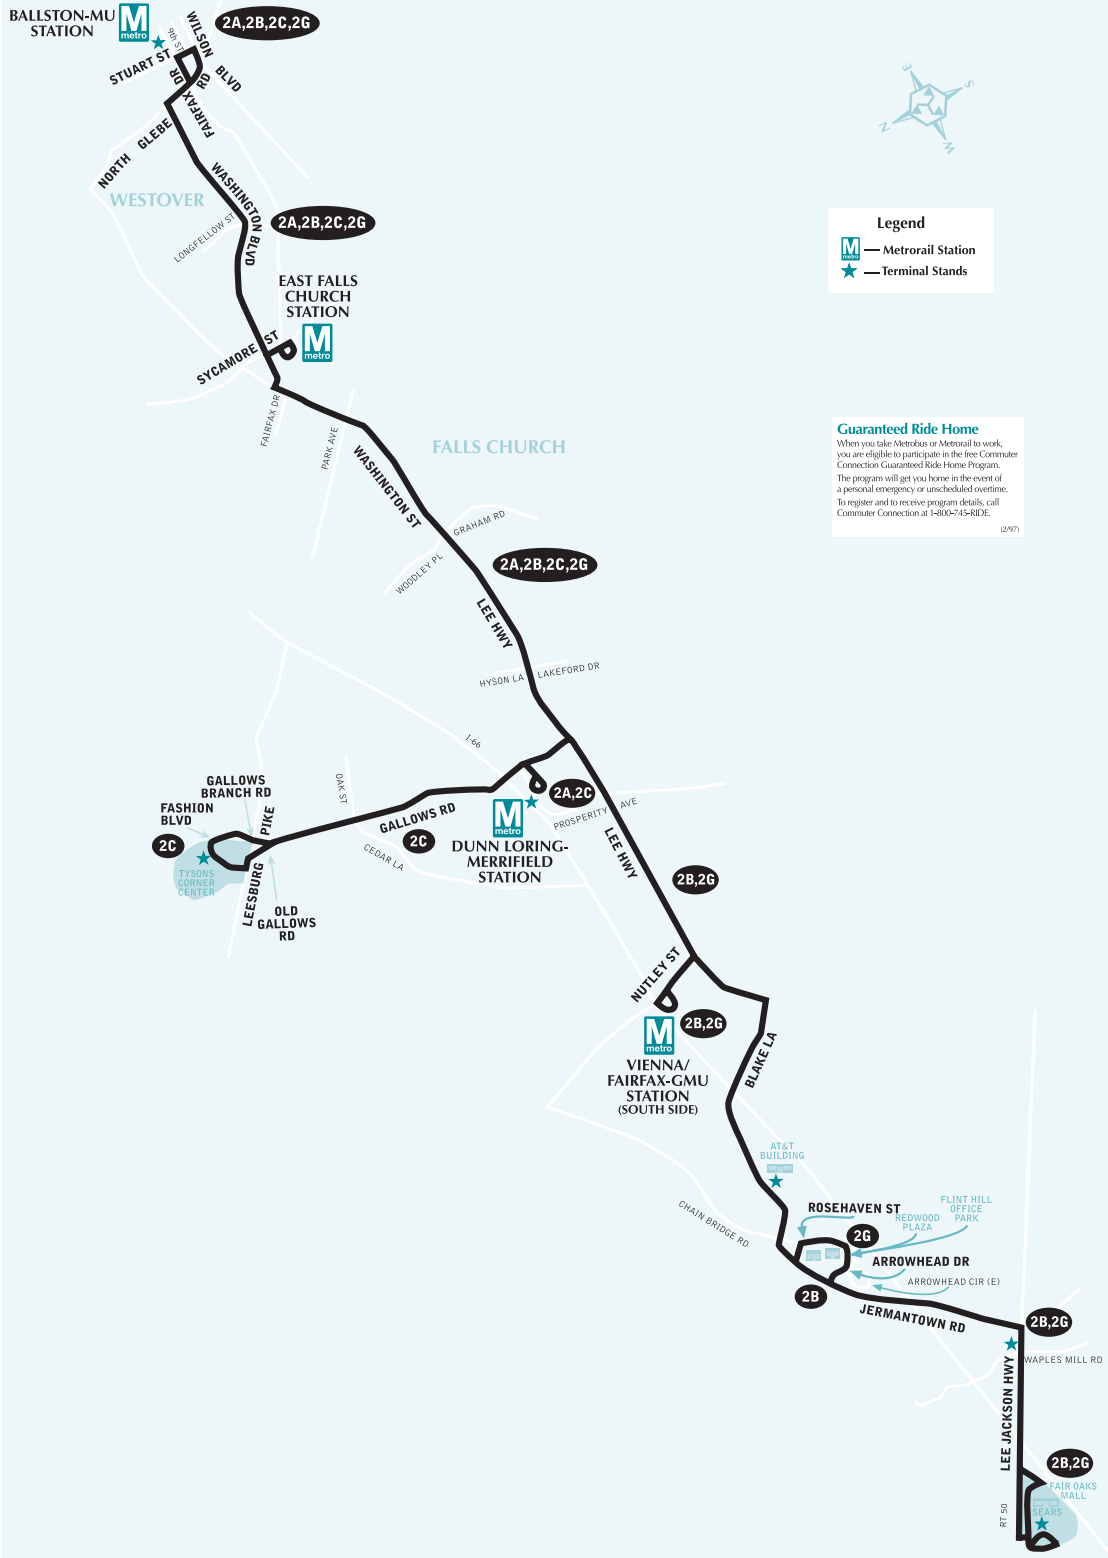 BALLSTON-MU
STATION
M
metro
2A,2B,2C,2G
9th ST
WILSON BLVD
STUART ST
FAIRFAX DR
NORTH GLEBE RD
WESTOVER
WASHINGTON BLVD
LONGFELLOW ST
2A,2B,2C,2G
EAST FALLS
CHURCH
STATION
M
metro
SYCAMORE ST
FAIRFAX DR
PARK AVE
FALLS CHURCH
WASHINGTON ST
GRAHAM RD
WOODLEY PL
2A,2B,2C,2G
LEE HWY
HYSON LA
LAKEFORD DR
I-66
E
S
N
W
Legend
M
metro
Metrorail Station
Terminal Stands
Guaranteed Ride Home
When you take Metrobus or Metrorail to work,
you are eligible to participate in the free Commuter
Connection Guaranteed Ride Home Program.
The program will get you home in the event of
a personal emergency or unscheduled overtime.
To register and to receive program details, call
Commuter Connection at 1-800-745-RIDE.
(2/97)
GALLOWS
BRANCH RD
FASHION
BLVD
2C
TYSONS
CORNER
CENTER
LEESBURG PIKE
OLD
GALLOWS
RD
OAK ST
GALLOWS RD
2C
CEDAR LA
2A,2C
M
metro
DUNN LORING-
MERRIFIELD
STATION
PROSPERITY AVE
LEE HWY
2B,2G
NUTLEY ST
2B,2G
M
metro
VIENNA/
FAIRFAX-GMU
STATION
(SOUTH SIDE)
BLAKE LA
AT&T
BUILDING
CHAIN BRIDGE RD
ROSEHAVEN ST
REDWOOD
PLAZA
FLINT HILL
OFFICE
PARK
2G
ARROWHEAD DR
ARROWHEAD CIR (E)
2B
JERMANTOWN RD
2B,2G
WAPLES MILL RD
LEE JACKSON HWY
2B,2G
FAIR OAKS
MALL
SEARS
RT 50